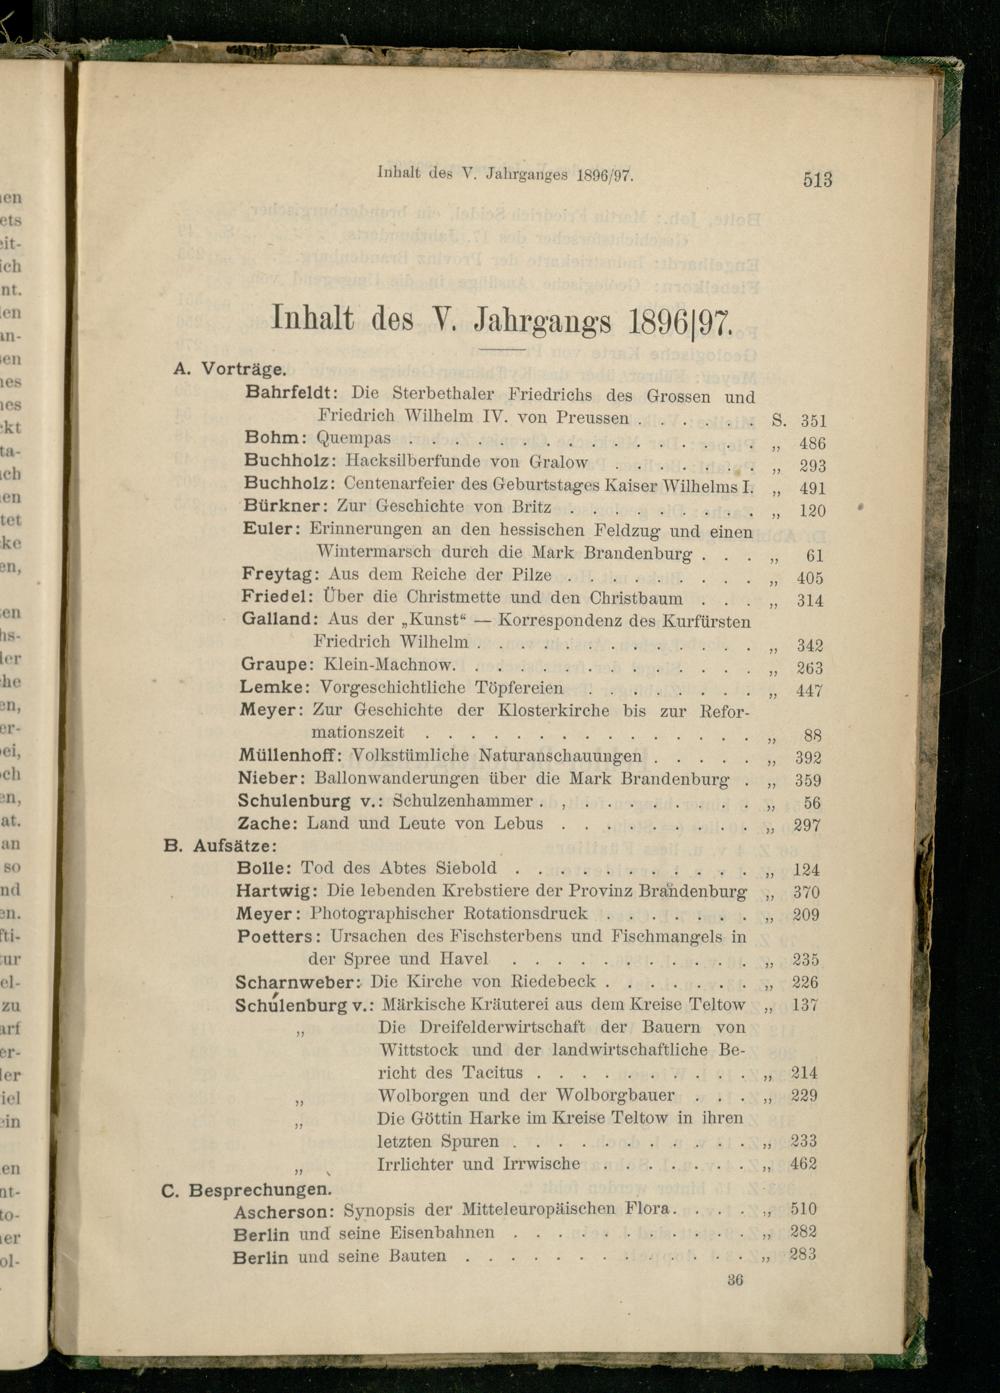 Inhalt des V. Jahrganges 1896/97. 513
Inhalt des V. Jahrgangs 1896|97.
A. Vorträge.
Bahrfeldt: Die Sterbethaler Friedrichs des Grossen und
Friedrich Wilhelm IV. von Preussen . . . . . . S. 351
Bohm: Quempas . . . . . . . . . . . . . . . . „ 486
Buchholz: Hacksilberfunde von Gralow . . . . . . . „ 293
Buchholz: Centenarfeier des Geburtstages Kaiser Wilhelms I. „ 491
Bürkner: Zur Geschichte von Britz . . . . . . . . . „ 120
Euler: Erinnerungen an den hessischen Feldzug und einen
Wintermarsch durch die Mark Brandenburg . . . „ 61
Freytag: Aus dem Reiche der Pilze . . . . . . . . . „ 405
Friedel: Über die Christmette und den Christbaum . . . „ 314
Galland: Aus der „Kunst“ — Korrespondenz des Kurfürsten
Friedrich Wilhelm . . . . . . . . . . . . . „ 342
Graupe: Klein-Machnow. . . . . . . . . . . . . . „ 263
Lemke: Vorgeschichtliche Töpfereien . . . . . . . . „ 447
Meyer: Zur Geschichte der Klosterkirche bis zur Refor-
mationszeit . . . . . . . . . . . . . . . „ 88
Müllenhoff: Volkstümliche Naturanschauungen . . . . . „ 392
Nieber: Ballonwanderungen über die Mark Brandenburg . „ 359
Schulenburg v.: Schulzenhammer . , . . . . . . . . „ 56
Zache: Land und Leute von Lebus . . . . . . . . . „ 297
B. Aufsätze:
Bolle: Tod des Abtes Siebold . . . . . . . . . . . „ 124
Hartwig: Die lebenden Krebstiere der Provinz Brandenburg „ 370
Meyer: Photographischer Rotationsdruck . . . . . . . „ 209
Poetters: Ursachen des Fischsterbens und Fischmangels in
der Spree und Havel . . . . . . . . . . . „ 235
Scharnweber: Die Kirche von Riedebeck . . . . . . . „ 226
Schulenburg v.: Märkische Kräuterei aus dem Kreise Teltow „ 137
„ Die Dreifelderwirtschaft der Bauern von
Wittstock und der landwirtschaftliche Be-
richt des Tacitus . . . . . . . . . . „ 214
„ Wolborgen und der Wolborgbauer . . . „ 229
„ Die Göttin Harke im Kreise Teltow in ihren
letzten Spuren . . . . . . . . . . . „ 233
„ Irrlichter und Irrwische . . . . . . . „ 462
C. Besprechungen.
Ascherson: Synopsis der Mitteleuropäischen Flora. . . . „ 510
Berlin und seine Eisenbahnen . . . . . . . . . . . „ 282
Berlin und seine Bauten . . . . . . . . . . . . . „ 283
36